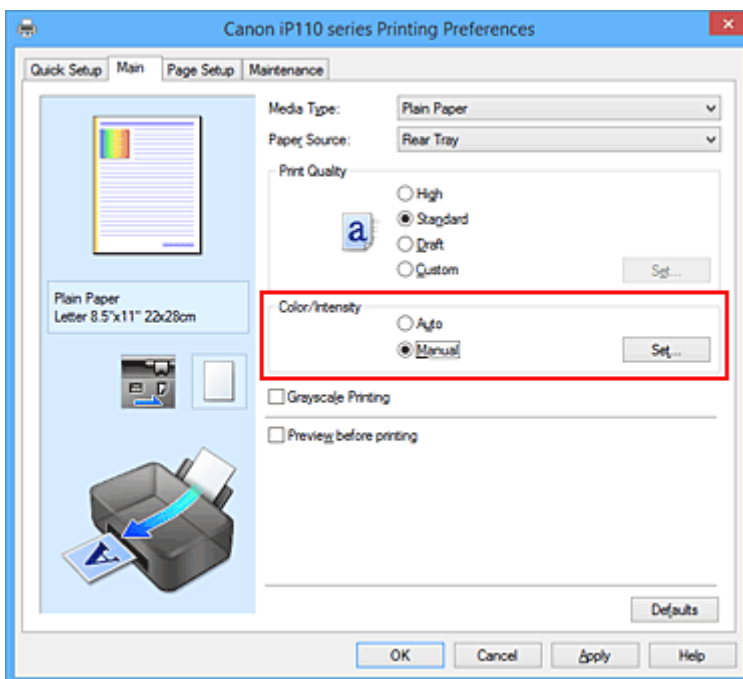 Canon iP110 series Printing Preferences
Quick Setup Main Page Setup Maintenance
Media Type: Plain Paper
Paper Source: Rear Tray
Print Quality
High
a Standard
Draft
Custom Set...
Plain Paper
Letter 8.5"x11" 22x28cm
Color/Intensity
Auto
Manual Set...
Grayscale Printing
Preview before printing
A
Defaults
OK Cancel Apply Help